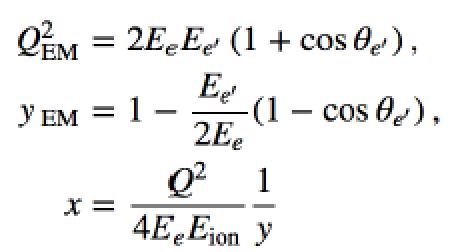 Q²_EM = 2E_e E_e′ (1 + cos θ_e′) ,
y_EM = 1 − E_e′/2E_e (1 − cos θ_e′) ,
x = Q²/4E_e E_ion 1/y